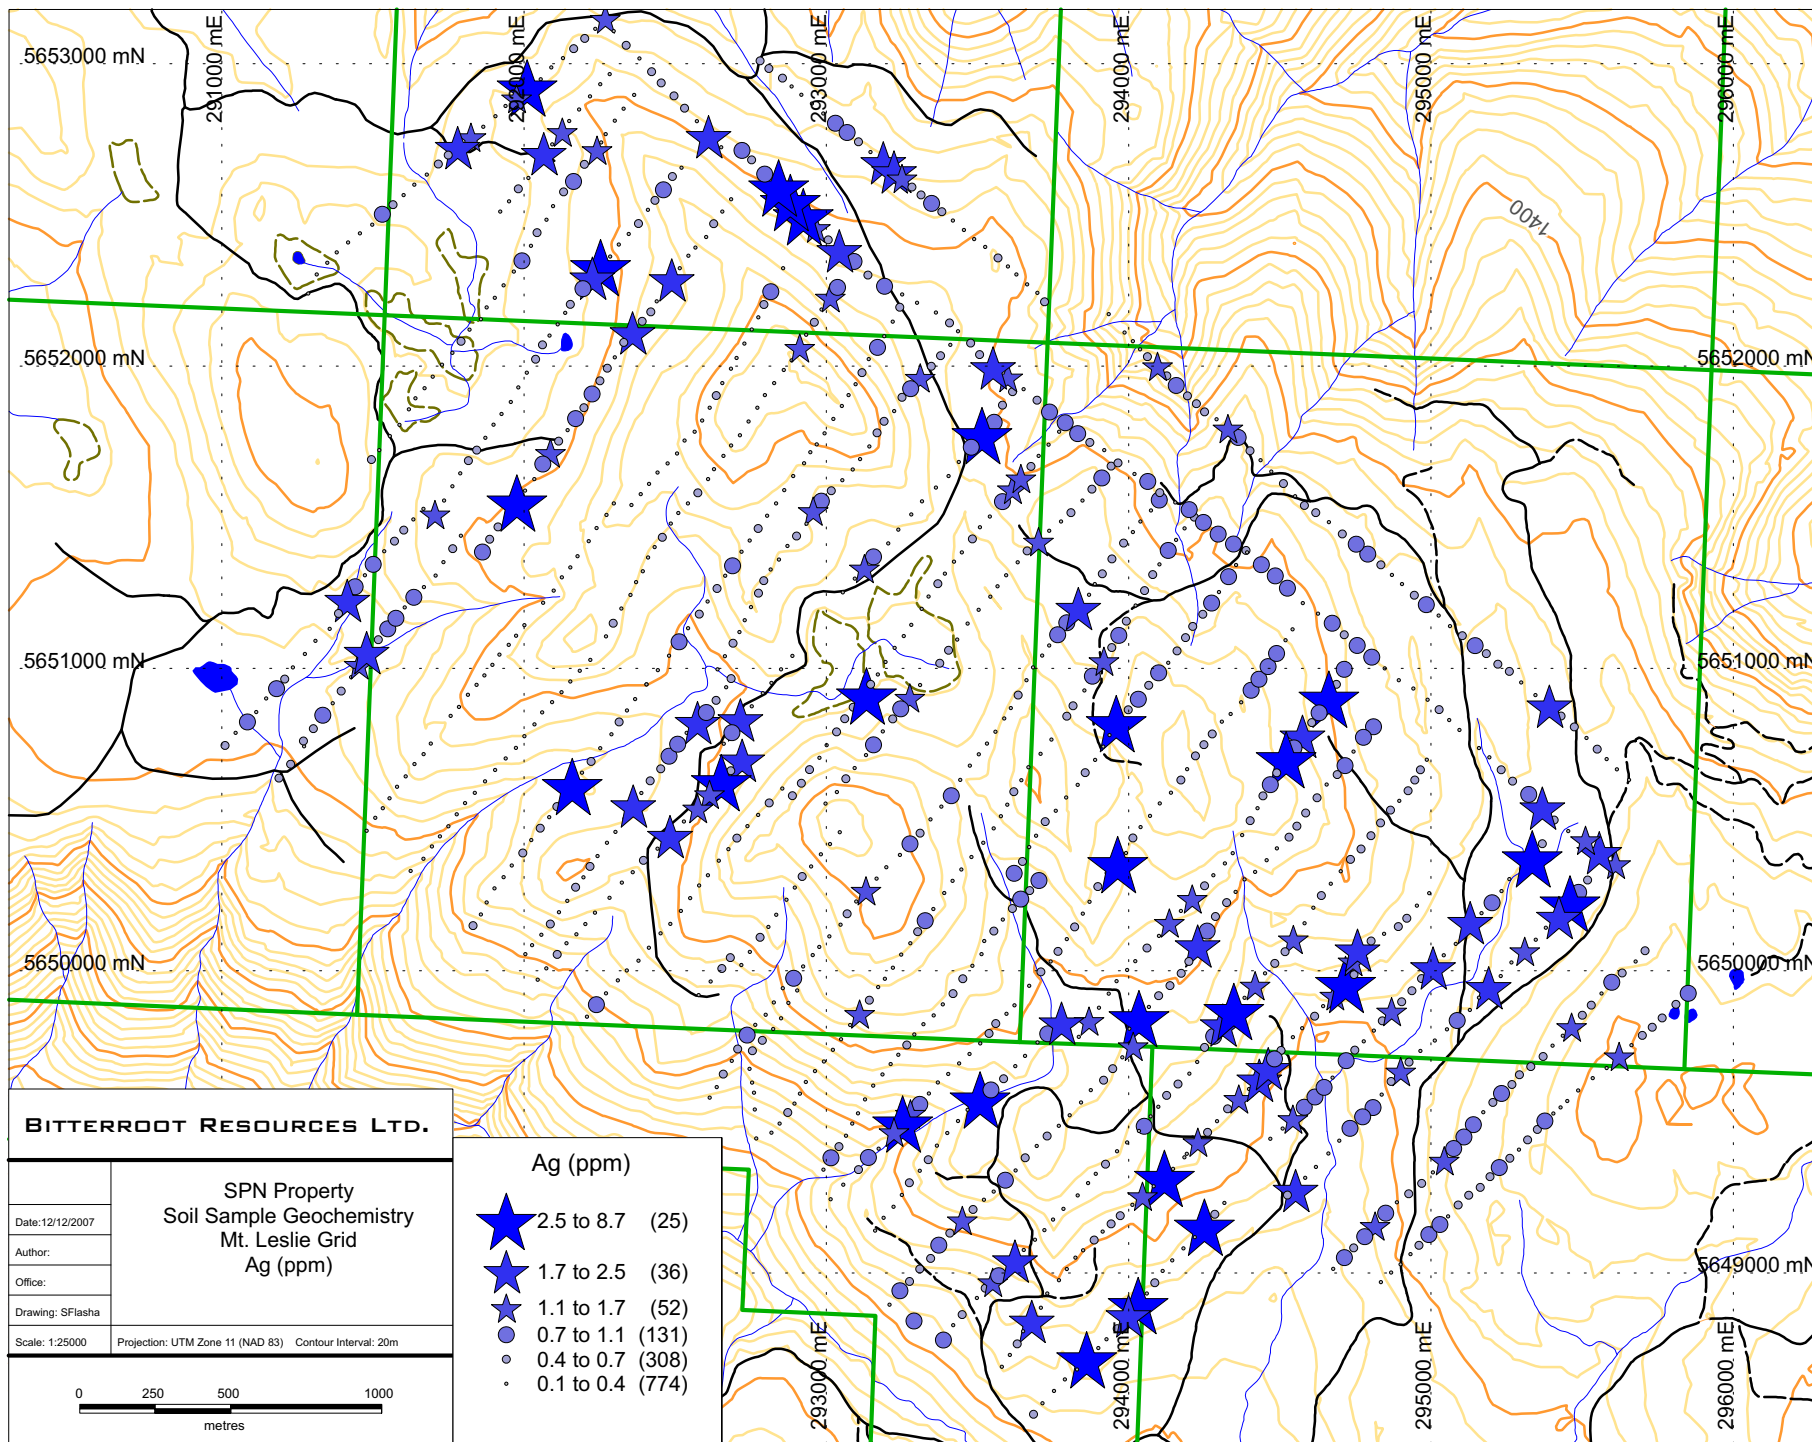 291000 mE
292000 mE
293000 mE
294000 mE
295000 mE
296000 mE
5653000 mN
1400
5652000 mN
5652000 mN
5651000 mN
5651000 mN
5650000 mN
5650000 mN
5649000 mN
293000 mE
294000 mE
295000 mE
296000 mE
BITTERROOT RESOURCES LTD.
SPN Property
Soil Sample Geochemistry
Mt. Leslie Grid
Ag (ppm)
Date:12/12/2007
Author:
Office:
Drawing: SFlasha
Scale: 1:25000
Projection: UTM Zone 11 (NAD 83) Contour Interval: 20m
0 250 500 1000
metres
Ag (ppm)
2.5 to 8.7 (25)
1.7 to 2.5 (36)
1.1 to 1.7 (52)
0.7 to 1.1 (131)
0.4 to 0.7 (308)
0.1 to 0.4 (774)